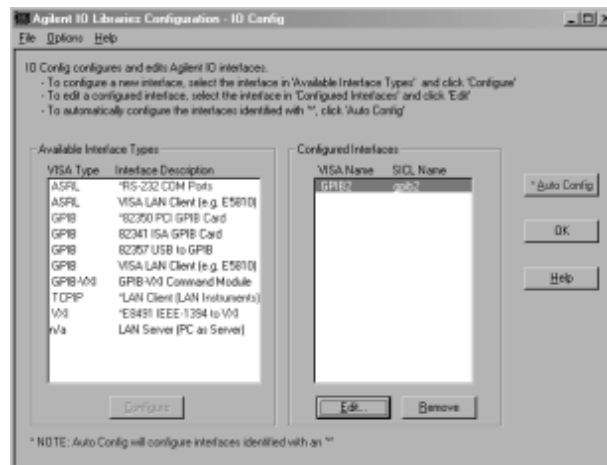 Agilent IO Libraries Configuration - IO Config
File Options Help
IO Config configures and edits Agilent IO interfaces.
- To configure a new interface, select the interface in 'Available Interface Types' and click 'Configure'
- To edit a configured interface, select the interface in 'Configured Interfaces' and click 'Edit'
- To automatically configure the interfaces identified with '*', click 'Auto Config'
Available Interface Types
VISA Type Interface Description
ASRL *RS-232 COM Ports
ASRL VISA LAN Client (e.g. E5810)
GPIB *82350 PCI GPIB Card
GPIB 82341 ISA GPIB Card
GPIB 82357 USB to GPIB
GPIB VISA LAN Client (e.g. E5810)
GPIB-VXI GPIB-VXI Command Module
TCPIP *LAN Client (LAN Instruments)
VXI *E8491 IEEE-1394 to VXI
n/a LAN Server (PC as Server)
Configure
Configured Interfaces
VISA Name SICL Name
GPIB2 gpib2
Edit... Remove
* Auto Config
OK
Help
* NOTE: Auto Config will configure interfaces identified with an '*'